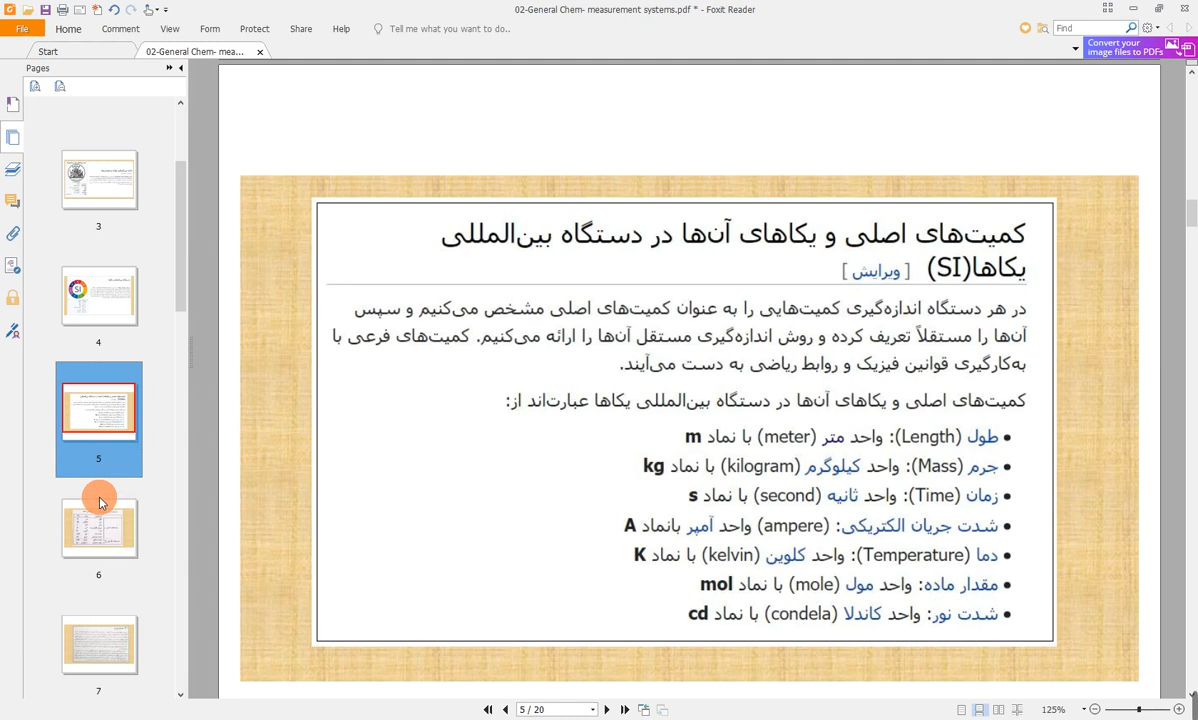 02-General Chem- measurement systems.pdf * - Foxit Reader
File Home Comment View Form Protect Share Help Tell me what you want to do.. Find
Start 02-General Chem- mea...
Convert your
image files to PDFs
Pages
3
4
5
6
7
کمیت‌های اصلی و یکاهای آن‌ها در دستگاه بین‌المللی
یکاها(SI) [ ویرایش ]
در هر دستگاه اندازه‌گیری کمیت‌هایی را به عنوان کمیت‌های اصلی مشخص می‌کنیم و سپس
آن‌ها را مستقلاً تعریف کرده و روش اندازه‌گیری مستقل آن‌ها را ارائه می‌کنیم. کمیت‌های فرعی با
به‌کارگیری قوانین فیزیک و روابط ریاضی به دست می‌آیند.
کمیت‌های اصلی و یکاهای آن‌ها در دستگاه بین‌المللی یکاها عبارت‌اند از:
• طول (Length): واحد متر (meter) با نماد m
• جرم (Mass): واحد کیلوگرم (kilogram) با نماد kg
• زمان (Time): واحد ثانیه (second) با نماد s
• شدت جریان الکتریکی: (ampere) واحد آمپر بانماد A
• دما (Temperature): واحد کلوین (kelvin) با نماد K
• مقدار ماده: واحد مول (mole) با نماد mol
• شدت نور: واحد کاندلا (condela) با نماد cd
5 / 20
125%